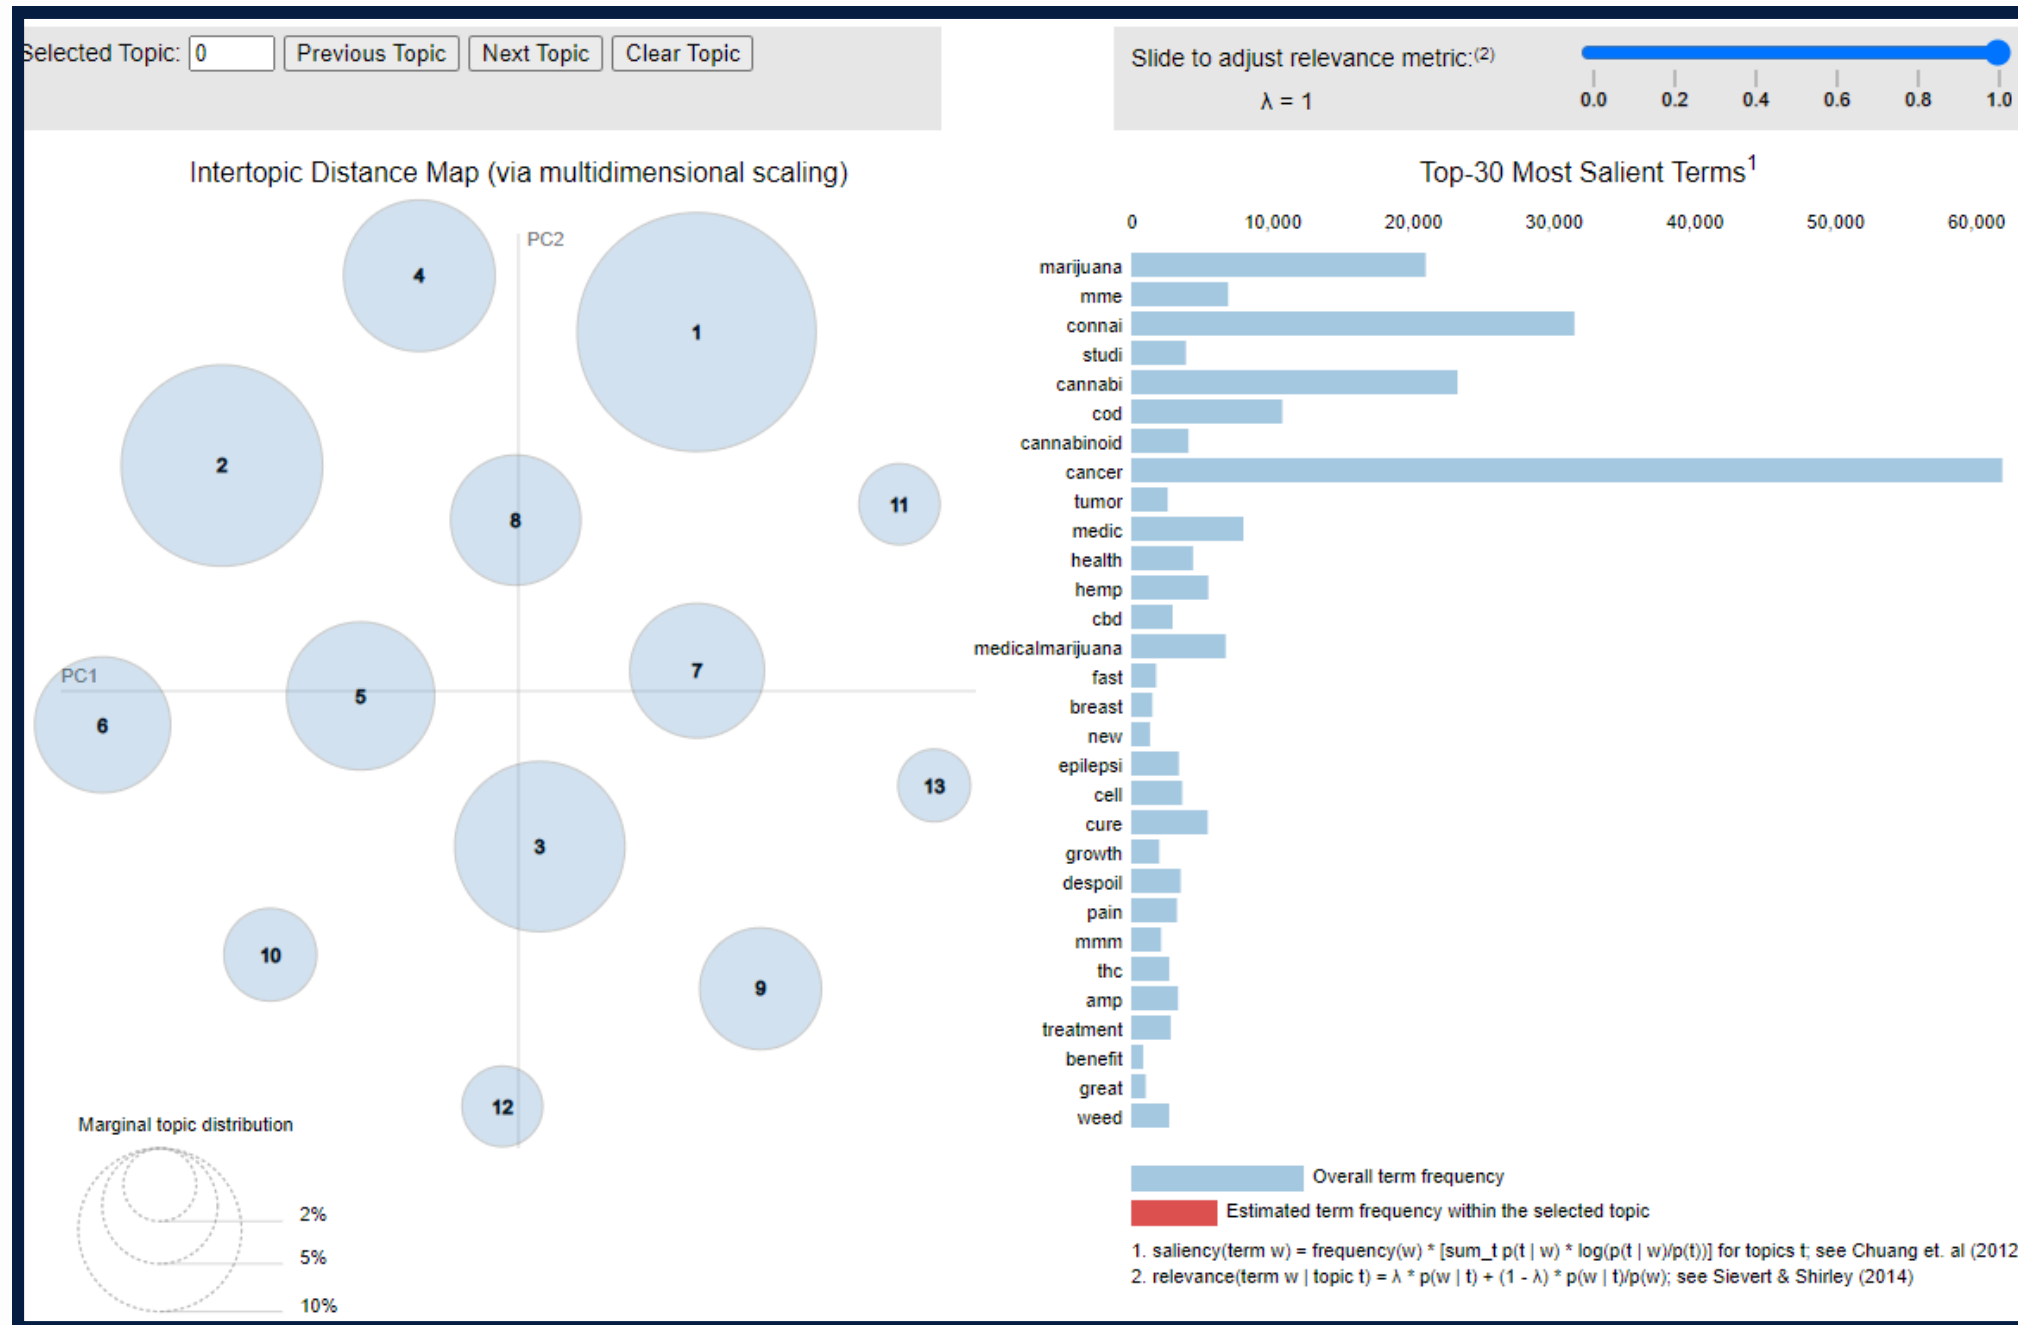 Selected Topic: 0 Previous Topic Next Topic Clear Topic
Slide to adjust relevance metric:(2)
λ = 1
0.0 0.2 0.4 0.6 0.8 1.0
Intertopic Distance Map (via multidimensional scaling)
PC2
PC1
4
1
2
8
11
7
5
6
13
3
10
9
12
Marginal topic distribution
2%
5%
10%
Top-30 Most Salient Terms1
0 10,000 20,000 30,000 40,000 50,000 60,000
marijuana
mme
connai
studi
cannabi
cod
cannabinoid
cancer
tumor
medic
health
hemp
cbd
medicalmarijuana
fast
breast
new
epilepsi
cell
cure
growth
despoil
pain
mmm
thc
amp
treatment
benefit
great
weed
Overall term frequency
Estimated term frequency within the selected topic
1. saliency(term w) = frequency(w) * [sum_t p(t | w) * log(p(t | w)/p(t))] for topics t; see Chuang et. al (2012
2. relevance(term w | topic t) = λ * p(w | t) + (1 - λ) * p(w | t)/p(w); see Sievert & Shirley (2014)